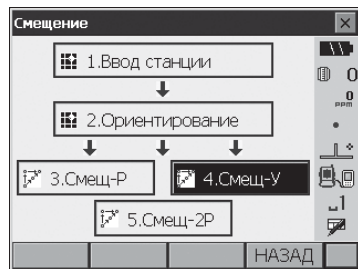 Смещение
1.Ввод станции
0
0
PPM
2.Ориентирование
3.Смещ-Р
4.Смещ-У
1
5.Смещ-2Р
НАЗАД